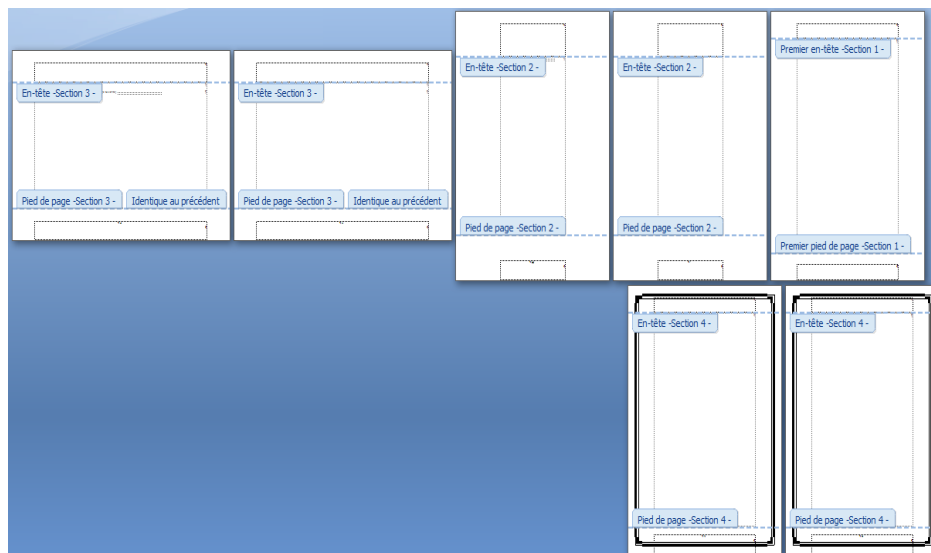 Premier en-tête -Section 1 -
En-tête -Section 2 -
En-tête -Section 2 -
En-tête -Section 3 -
En-tête -Section 3 -
Pied de page -Section 3 -
Identique au précédent
Pied de page -Section 3 -
Identique au précédent
Pied de page -Section 2 -
Pied de page -Section 2 -
Premier pied de page -Section 1 -
En-tête -Section 4 -
En-tête -Section 4 -
Pied de page -Section 4 -
Pied de page -Section 4 -